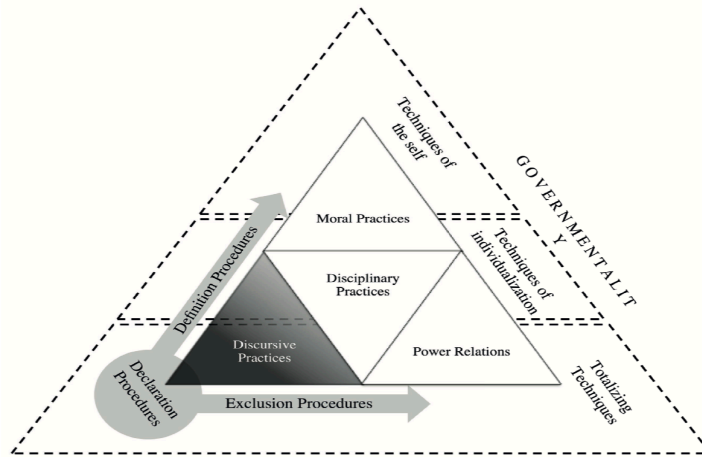 Techniques of
the self
GOVERNMENTALIT
Y
Moral Practices
Techniques of
individualization
Definition Procedures
Disciplinary
Practices
Discursive
Practices
Power Relations
Declaration
Procedures
Exclusion Procedures
Totalizing
Techniques